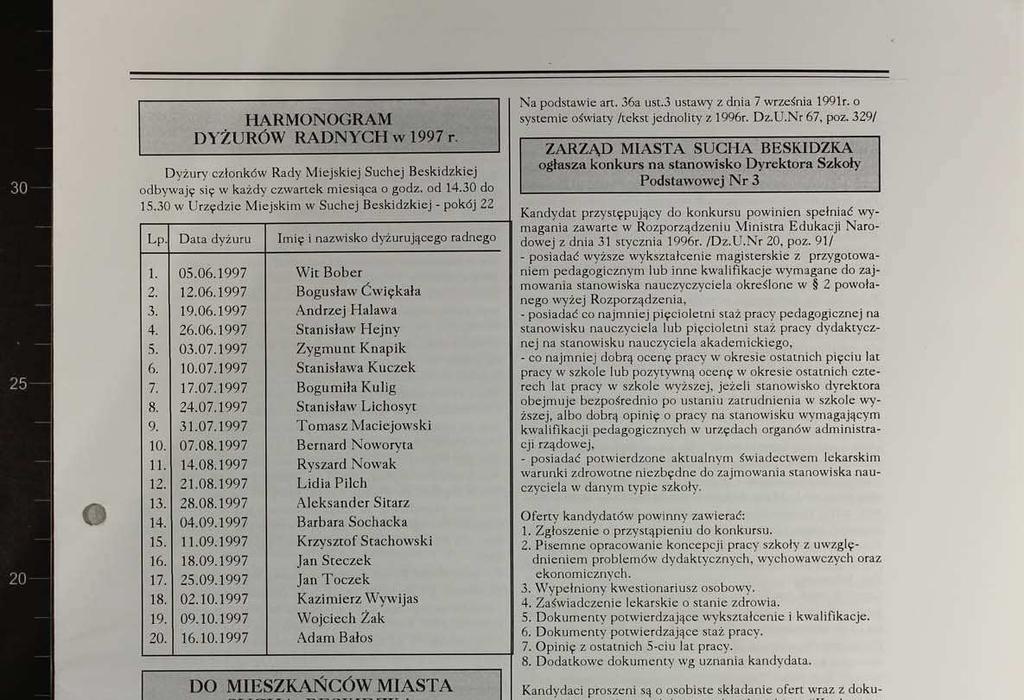 HARMONOGRAM
DYŻURÓW RADNYCH w 1997 r.
Dyżury członków Rady Miejskiej Suchej Beskidzkiej
odbywaję się w każdy czwartek miesiąca o godz. od 14.30 do
15.30 w Urzędzie Miejskim w Suchej Beskidzkiej - pokój 22
Lp. Data dyżuru Imię i nazwisko dyżurującego radnego
1. 05.06.1997 Wit Bober
2. 12.06.1997 Bogusław Ćwiękała
3. 19.06.1997 Andrzej Halawa
4. 26.06.1997 Stanisław Hejny
5. 03.07.1997 Zygmunt Knapik
6. 10.07.1997 Stanisława Kuczek
7. 17.07.1997 Bogumiła Kulig
8. 24.07.1997 Stanisław Lichosyt
9. 31.07.1997 Tomasz Maciejowski
10. 07.08.1997 Bernard Noworyta
11. 14.08.1997 Ryszard Nowak
12. 21.08.1997 Lidia Pilch
13. 28.08.1997 Aleksander Sitarz
14. 04.09.1997 Barbara Sochacka
15. 11.09.1997 Krzysztof Stachowski
16. 18.09.1997 Jan Steczek
17. 25.09.1997 Jan Toczek
18. 02.10.1997 Kazimierz Wywijas
19. 09.10.1997 Wojciech Żak
20. 16.10.1997 Adam Bałos
DO MIESZKAŃCÓW MIASTA
Na podstawie art. 36a ust.3 ustawy z dnia 7 września 1991r. o
systemie oświaty /tekst jednolity z 1996r. Dz.U.Nr 67, poz. 329/
ZARZĄD MIASTA SUCHA BESKIDZKA
ogłasza konkurs na stanowisko Dyrektora Szkoły
Podstawowej Nr 3
Kandydat przystępujący do konkursu powinien spełniać wy-
magania zawarte w Rozporządzeniu Ministra Edukacji Naro-
dowej z dnia 31 stycznia 1996r. /Dz.U.Nr 20, poz. 91/
- posiadać wyższe wykształcenie magisterskie z przygotowa-
niem pedagogicznym lub inne kwalifikacje wymagane do zaj-
mowania stanowiska nauczyczyciela określone w § 2 powoła-
nego wyżej Rozporządzenia,
- posiadać co najmniej pięcioletni staż pracy pedagogicznej na
stanowisku nauczyciela lub pięcioletni staż pracy dydaktycz-
nej na stanowisku nauczyciela akademickiego,
- co najmniej dobrą ocenę pracy w okresie ostatnich pięciu lat
pracy w szkole lub pozytywną ocenę w okresie ostatnich czte-
rech lat pracy w szkole wyższej, jeżeli stanowisko dyrektora
obejmuje bezpośrednio po ustaniu zatrudnienia w szkole wy-
ższej, albo dobrą opinię o pracy na stanowisku wymagającym
kwalifikacji pedagogicznych w urzędach organów administra-
cji rządowej,
- posiadać potwierdzone aktualnym świadectwem lekarskim
warunki zdrowotne niezbędne do zajmowania stanowiska nau-
czyciela w danym typie szkoły.
Oferty kandydatów powinny zawierać:
1. Zgłoszenie o przystąpieniu do konkursu.
2. Pisemne opracowanie koncepcji pracy szkoły z uwzglę-
dnieniem problemów dydaktycznych, wychowawczych oraz
ekonomicznych.
3. Wypełniony kwestionariusz osobowy.
4. Zaświadczenie lekarskie o stanie zdrowia.
5. Dokumenty potwierdzające wykształcenie i kwalifikacje.
6. Dokumenty potwierdzające staż pracy.
7. Opinię z ostatnich 5-ciu lat pracy.
8. Dodatkowe dokumenty wg uznania kandydata.
Kandydaci proszeni są o osobiste składanie ofert wraz z doku-
30
25
20